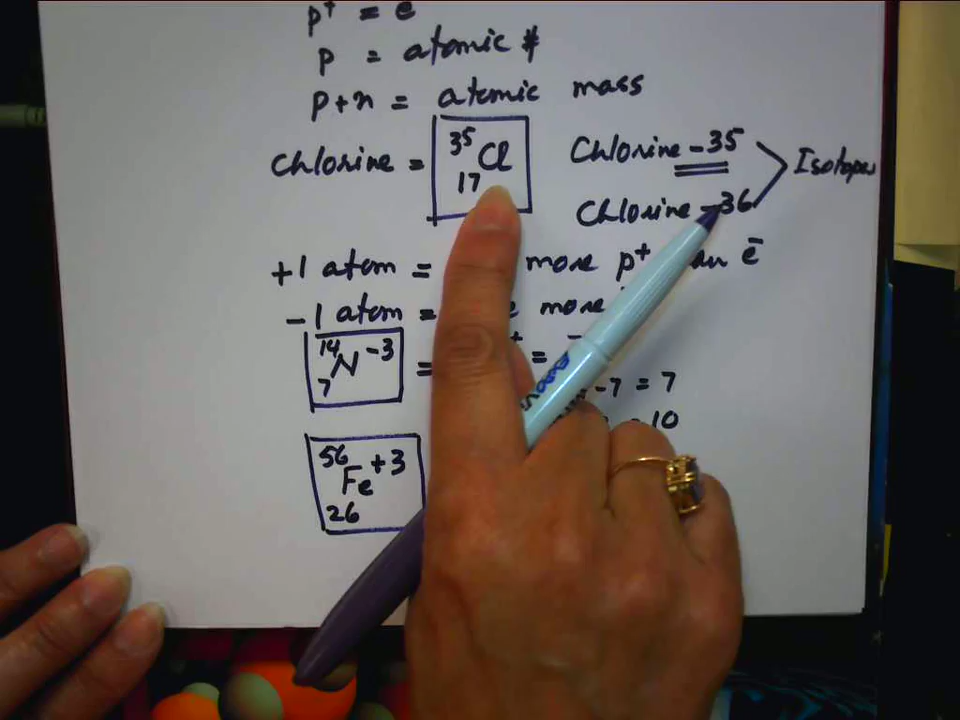 p⁺ = e
p = atomic #
p+n = atomic mass
Chlorine = ³⁵₁₇Cl Chlorine -35
Chlorine -36 Isotopes
+1 atom = more p⁺ e⁻
-1 atom = more
¹⁴₇N⁻³ = =
-7 = 7
10
⁵⁶₂₆Fe⁺³